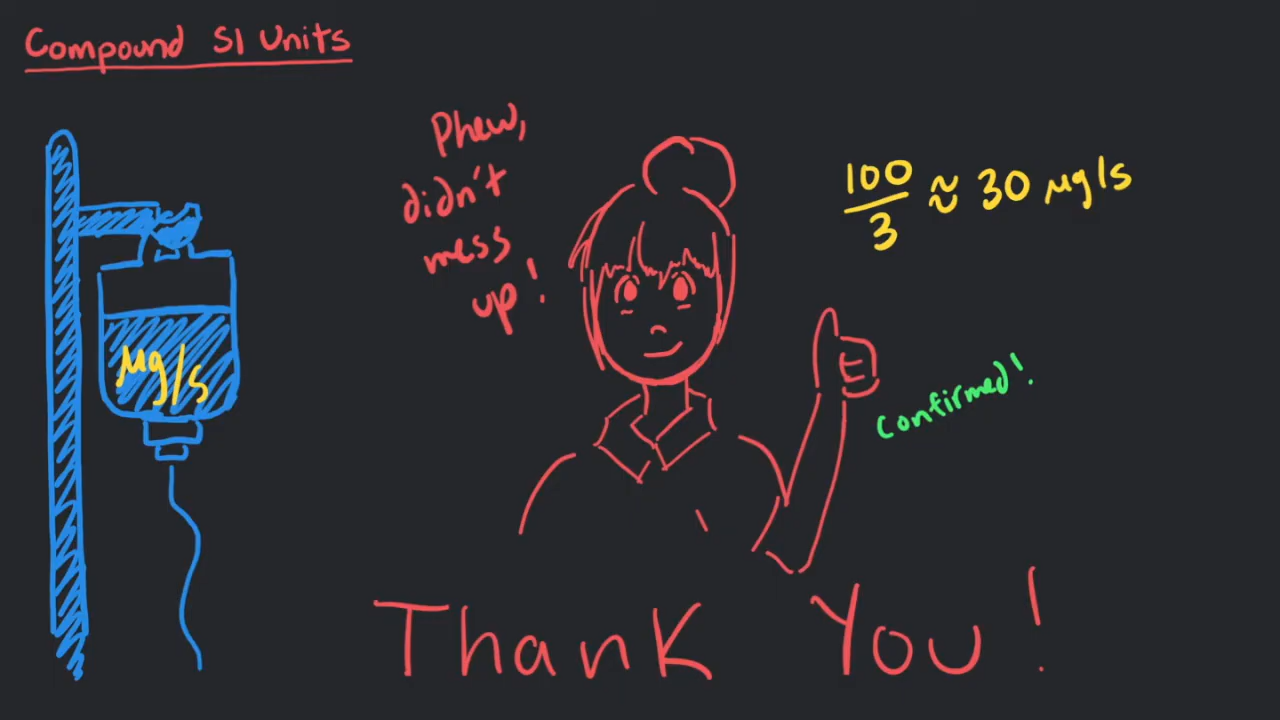 Compound SI Units
Phew,
didn't
mess
up!
100
3
≈ 30 µg/s
µg/s
confirmed!
Thank You!